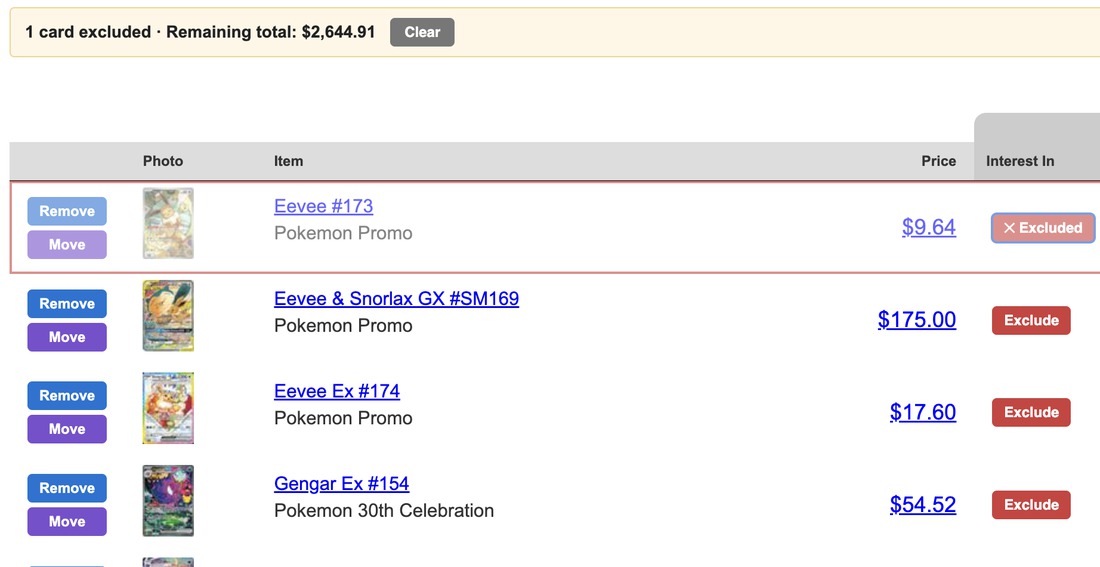 1 card excluded · Remaining total: $2,644.91 Clear
Photo Item Price Interest In
Remove
Move
Eevee #173
Pokemon Promo
$9.64
✕ Excluded
Remove
Move
Eevee & Snorlax GX #SM169
Pokemon Promo
$175.00
Exclude
Remove
Move
Eevee Ex #174
Pokemon Promo
$17.60
Exclude
Remove
Move
Gengar Ex #154
Pokemon 30th Celebration
$54.52
Exclude